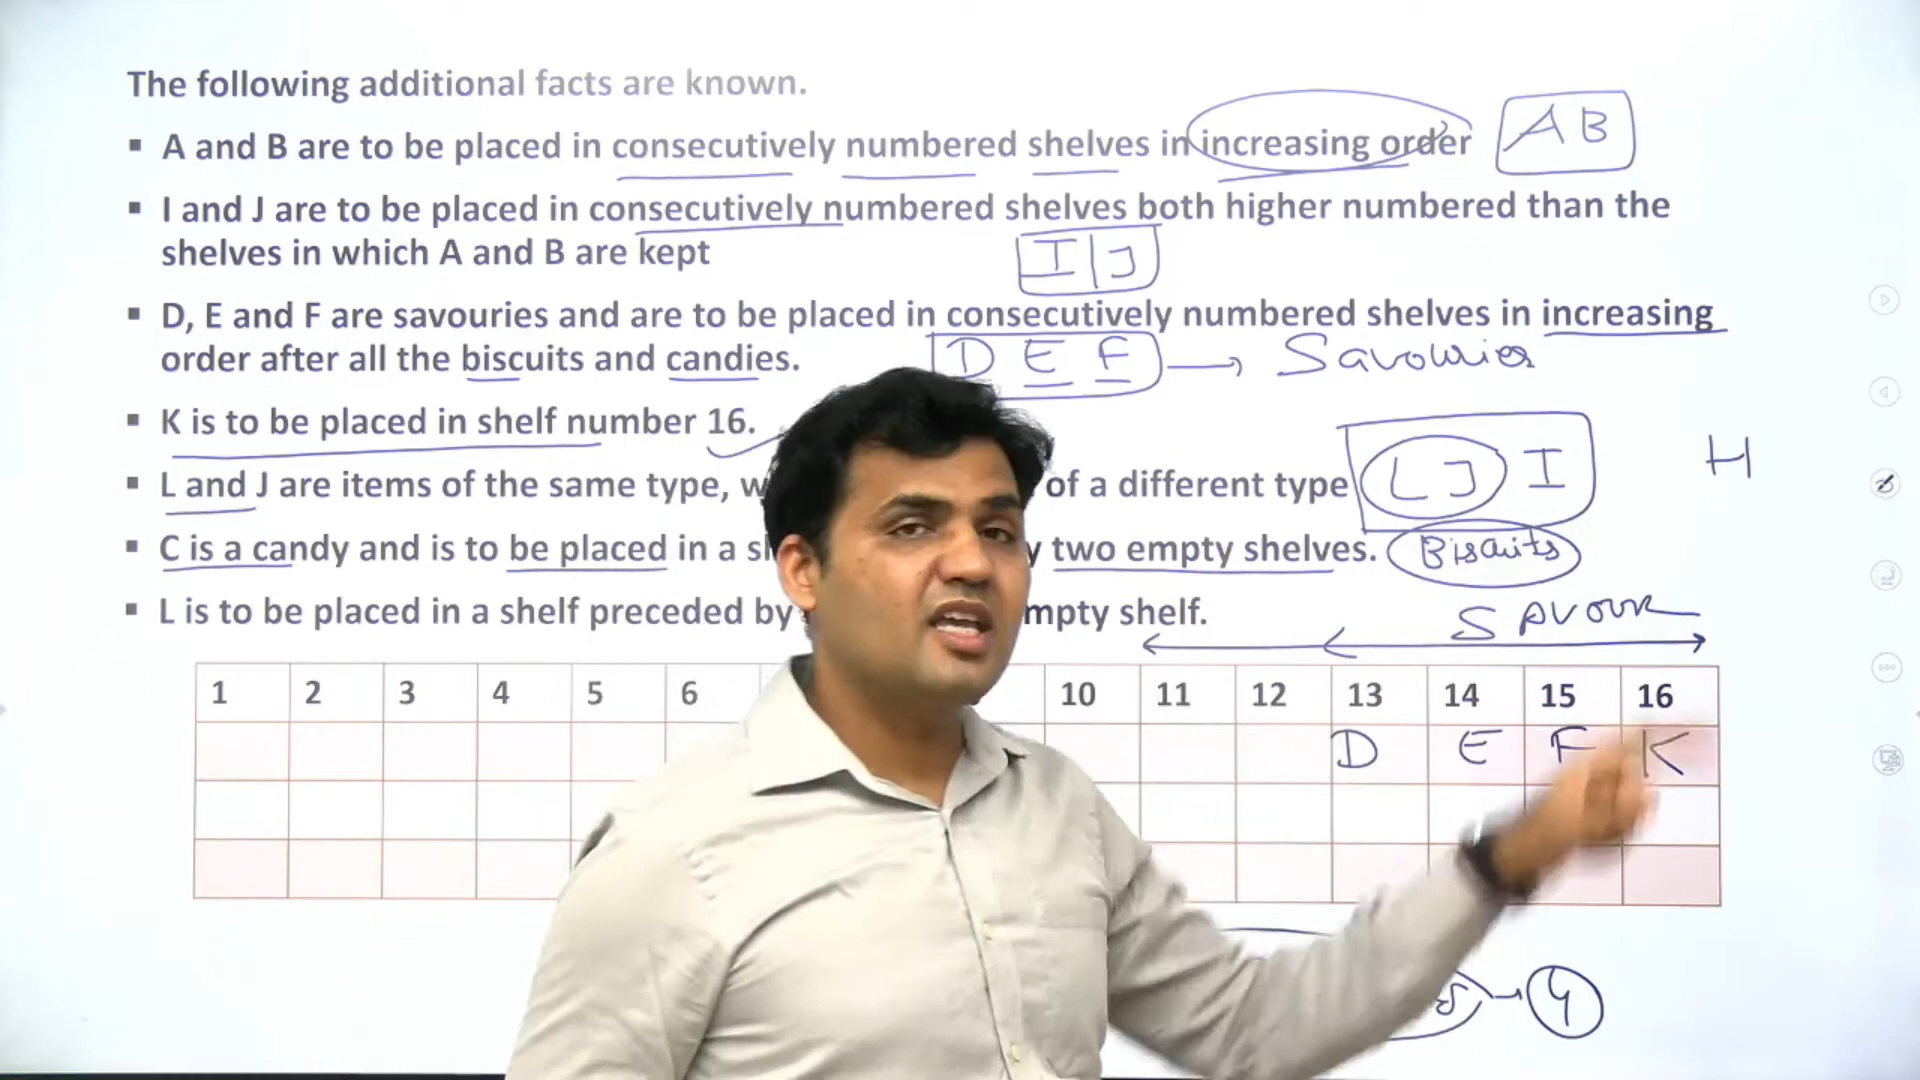 The following additional facts are known.
▪ A and B are to be placed in consecutively numbered shelves in increasing order
A B
▪ I and J are to be placed in consecutively numbered shelves both higher numbered than the
shelves in which A and B are kept
I J
▪ D, E and F are savouries and are to be placed in consecutively numbered shelves in increasing
order after all the biscuits and candies.
D E F → Savouries
▪ K is to be placed in shelf number 16.
▪ L and J are items of the same type, of a different type
L J I
H
▪ C is a candy and is to be placed in a two empty shelves.
Biscuits
▪ L is to be placed in a shelf preceded by empty shelf.
SAVOUR
1 2 3 4 5 6 10 11 12 13 14 15 16
D E F K